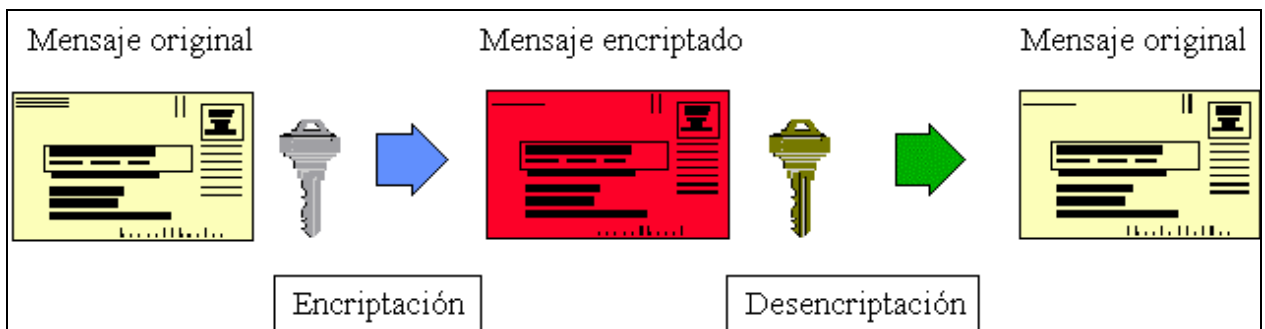 Mensaje original
Mensaje encriptado
Mensaje original
Encriptación
Desencriptación